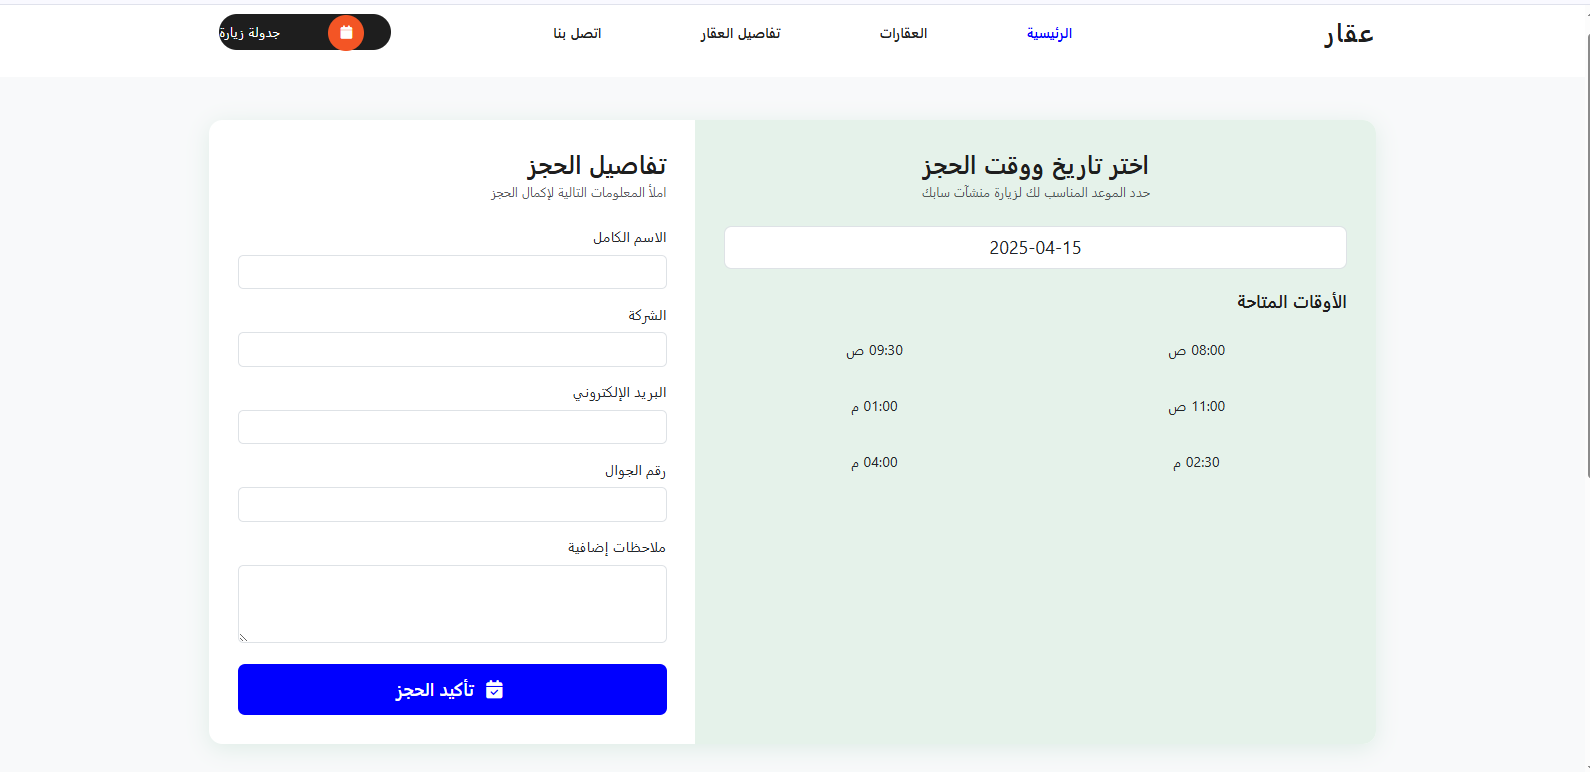 عقار
الرئيسية
العقارات
تفاصيل العقار
اتصل بنا
جدولة زيارة
اختر تاريخ ووقت الحجز
حدد الموعد المناسب لك لزيارة منشآت سابك
2025-04-15
الأوقات المتاحة
08:00 ص
09:30 ص
11:00 ص
01:00 م
02:30 م
04:00 م
تفاصيل الحجز
املأ المعلومات التالية لإكمال الحجز
الاسم الكامل
الشركة
البريد الإلكتروني
رقم الجوال
ملاحظات إضافية
تأكيد الحجز